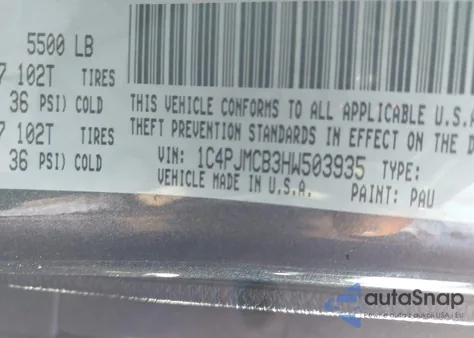 5500 LB
7 102T TIRES
36 PSI) COLD
7 102T TIRES
36 PSI) COLD
THIS VEHICLE CONFORMS TO ALL APPLICABLE U.S.A
THEFT PREVENTION STANDARDS IN EFFECT ON THE D
VIN: 1C4PJMCB3HW503935 TYPE:
VEHICLE MADE IN U.S.A. PAINT: PAU
autoSnap